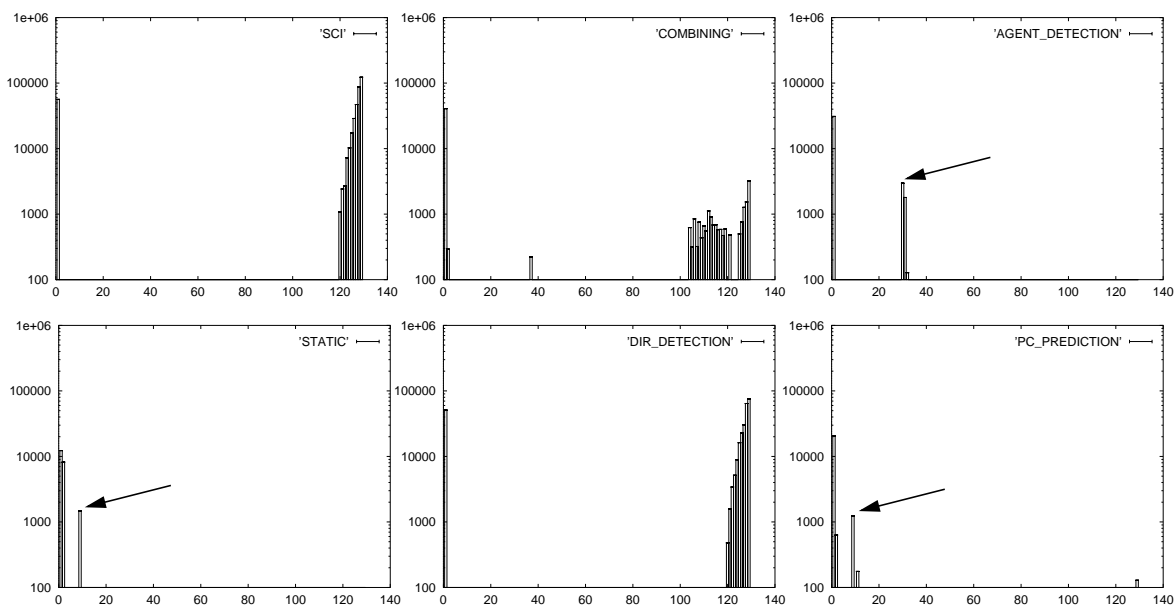 1e+06 1e+06 1e+06
'SCI' 'COMBINING' 'AGENT_DETECTION'
100000 100000 100000
10000 10000 10000
1000 1000 1000
100 100 100
0 20 40 60 80 100 120 140 0 20 40 60 80 100 120 140 0 20 40 60 80 100 120 140
1e+06 1e+06 1e+06
'STATIC' 'DIR_DETECTION' 'PC_PREDICTION'
100000 100000 100000
10000 10000 10000
1000 1000 1000
100 100 100
0 20 40 60 80 100 120 140 0 20 40 60 80 100 120 140 0 20 40 60 80 100 120 140